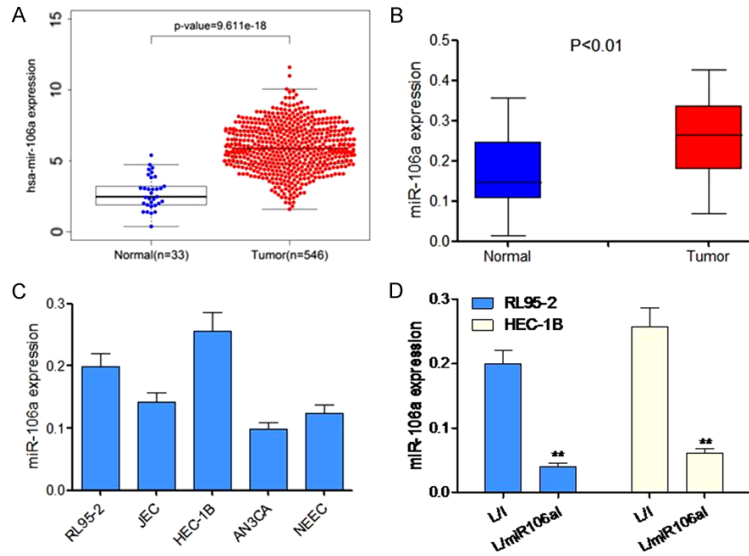 A
p-value=9.611e-18
hsa-mir-106a expression
15
10
5
0
Normal(n=33)
Tumor(n=546)
B
P<0.01
miR-106a expression
0.5
0.4
0.3
0.2
0.1
0.0
Normal
Tumor
C
miR-106a expression
0.3
0.2
0.1
0.0
RL95-2
JEC
HEC-1B
AN3CA
NEEC
D
RL95-2
HEC-1B
miR-106a expression
0.3
0.2
0.1
0.0
**
**
L/I
L/miR106aI
L/I
L/miR106aI